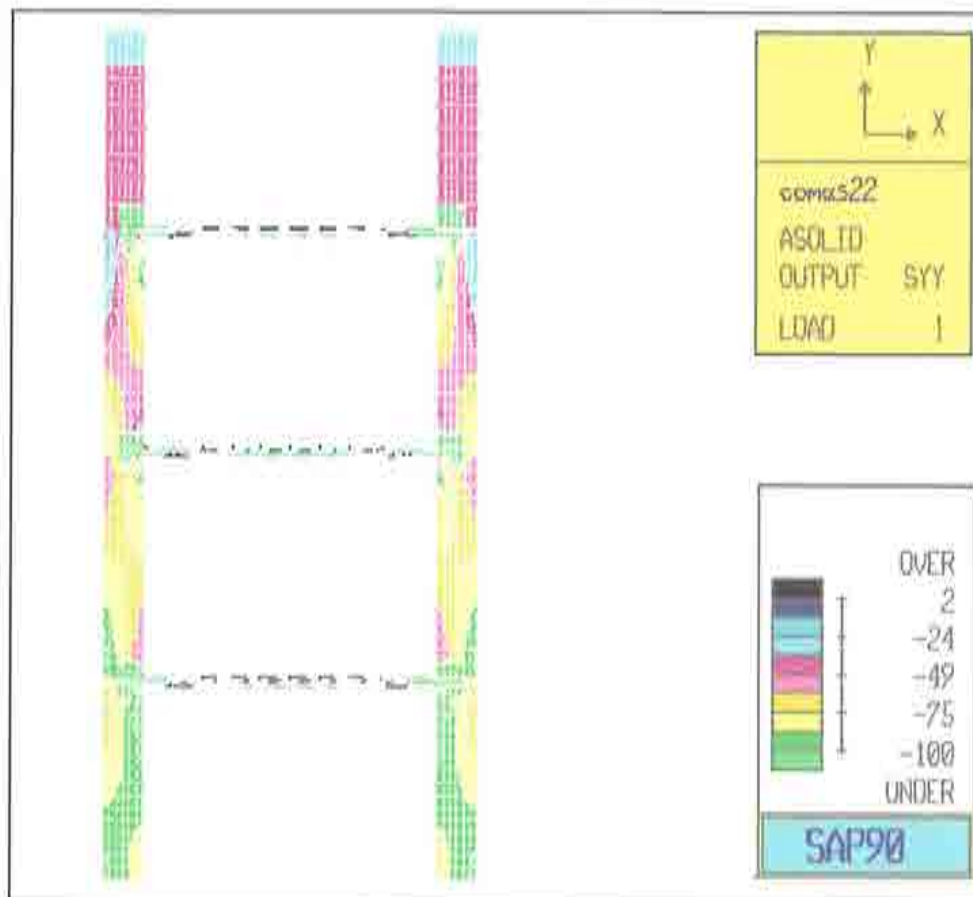 Y
X
comas22
ASOLID
OUTPUT SYY
LOAD 1
OVER
2
-24
-49
-75
-100
UNDER
SAP90